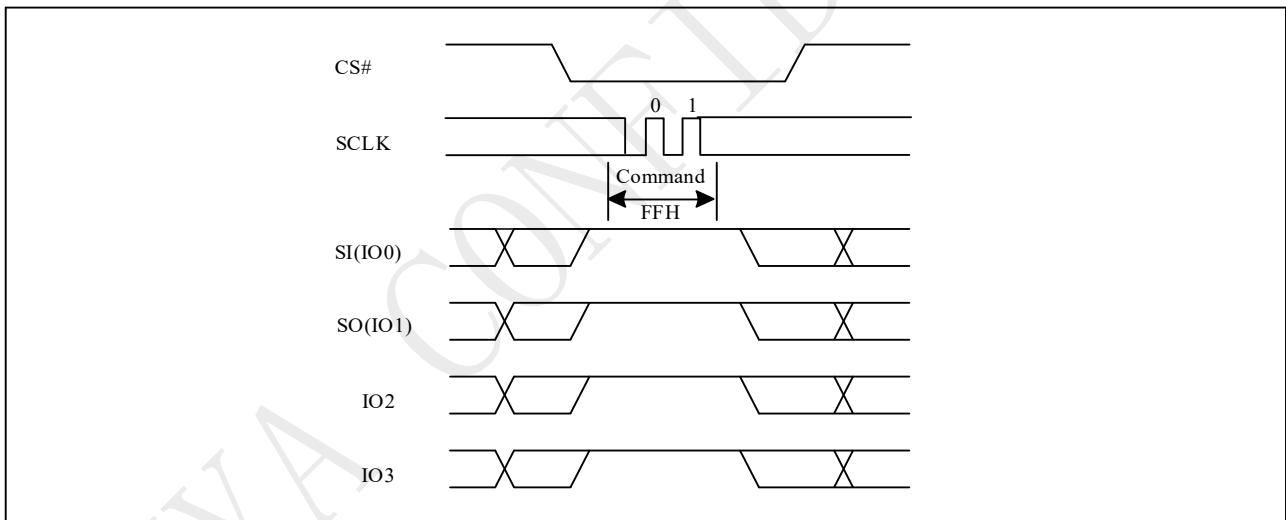 CS#
0 1
SCLK
Command
FFH
SI(IO0)
SO(IO1)
IO2
IO3